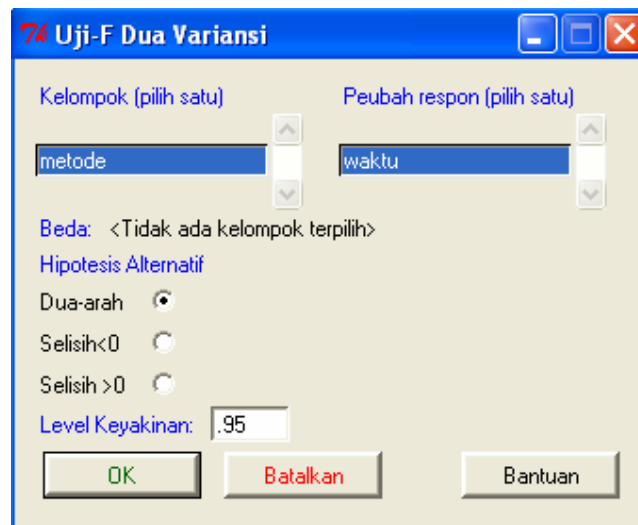 Uji-F Dua Variansi
Kelompok (pilih satu) Peubah respon (pilih satu)
metode waktu
Beda: <Tidak ada kelompok terpilih>
Hipotesis Alternatif
Dua-arah
Selisih<0
Selisih >0
Level Keyakinan: .95
OK Batalkan Bantuan